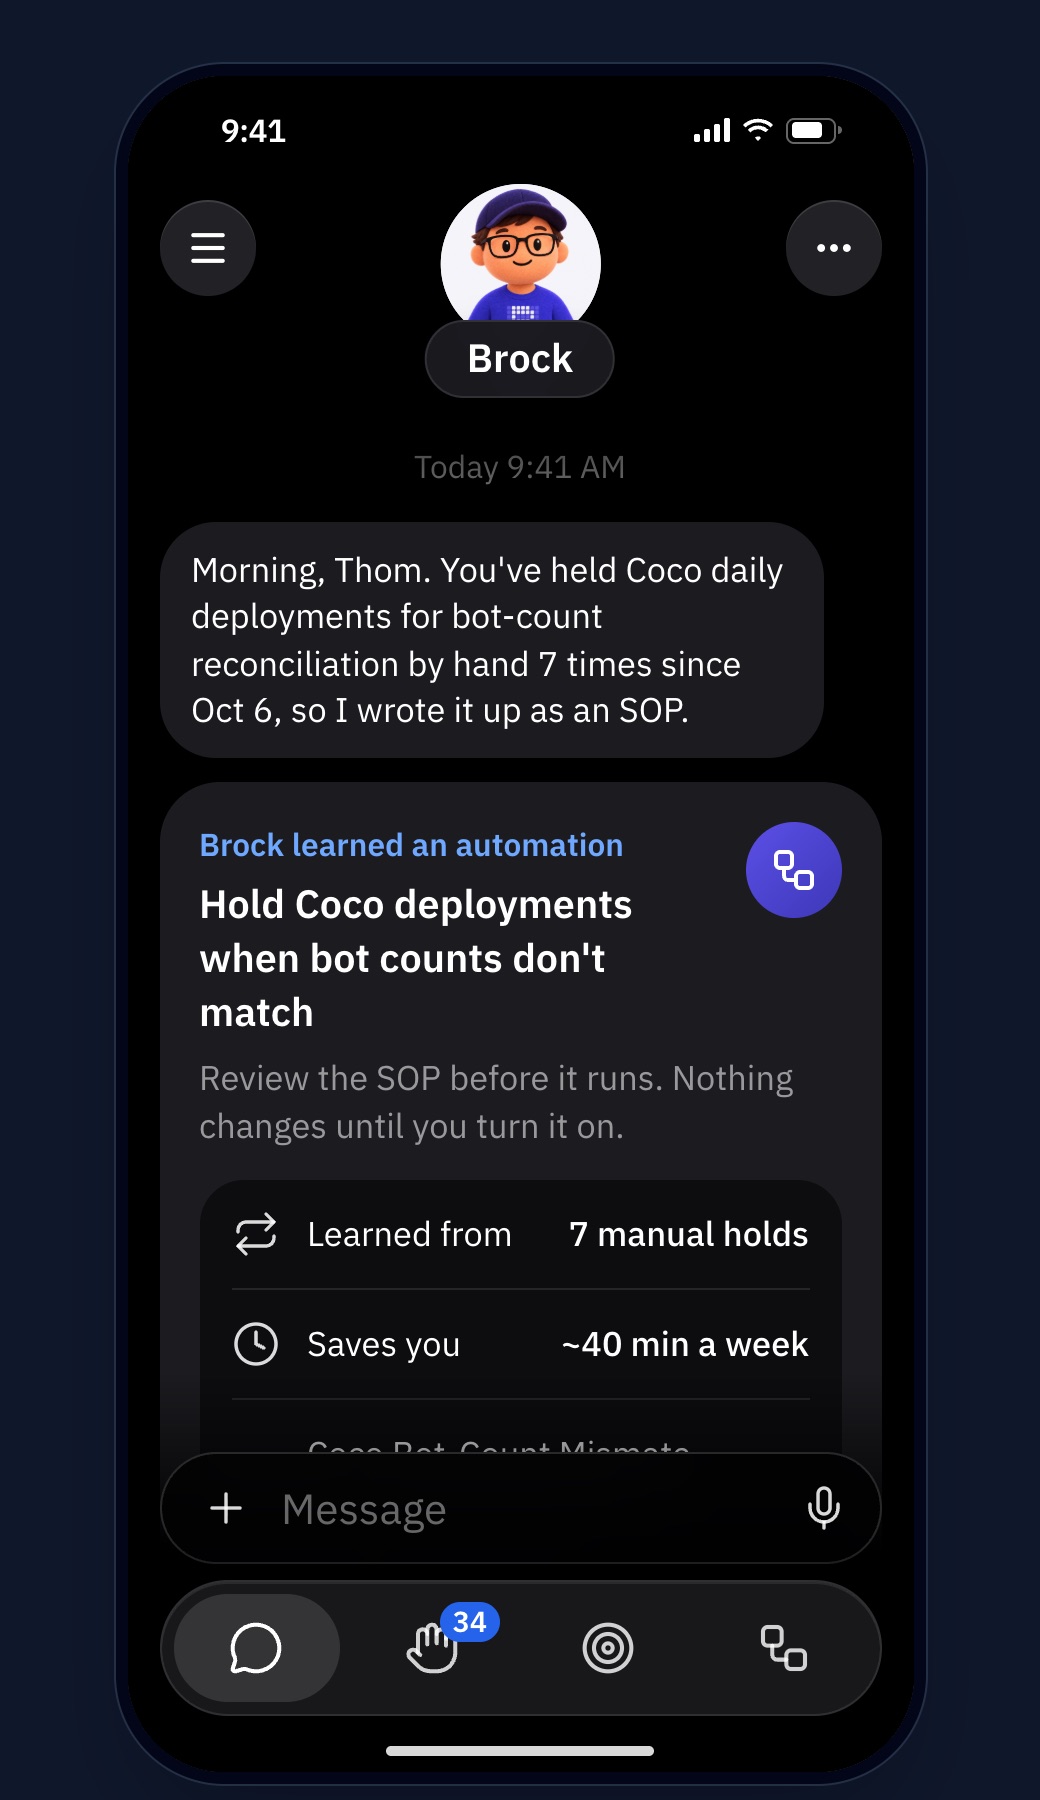 9:41
Brock
Today 9:41 AM
Morning, Thom. You've held Coco daily
deployments for bot-count
reconciliation by hand 7 times since
Oct 6, so I wrote it up as an SOP.
Brock learned an automation
Hold Coco deployments
when bot counts don't
match
Review the SOP before it runs. Nothing
changes until you turn it on.
Learned from 7 manual holds
Saves you ~40 min a week
Coco Bot-Count
Message
34